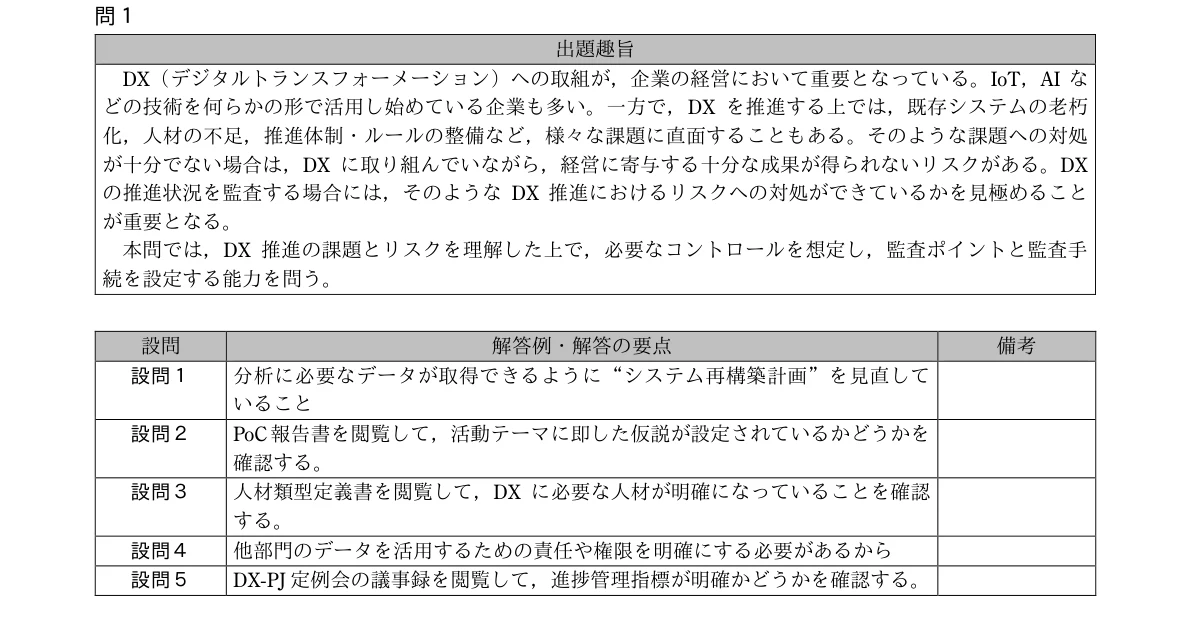 問1
出題趣旨
DX（デジタルトランスフォーメーション）への取組が，企業の経営において重要となっている。IoT，AI な
どの技術を何らかの形で活用し始めている企業も多い。一方で，DX を推進する上では，既存システムの老朽
化，人材の不足，推進体制・ルールの整備など，様々な課題に直面することもある。そのような課題への対処
が十分でない場合は，DX に取り組んでいながら，経営に寄与する十分な成果が得られないリスクがある。DX
の推進状況を監査する場合には，そのような DX 推進におけるリスクへの対処ができているかを見極めること
が重要となる。
本問では，DX 推進の課題とリスクを理解した上で，必要なコントロールを想定し，監査ポイントと監査手
続を設定する能力を問う。
設問 解答例・解答の要点 備考
設問1 分析に必要なデータが取得できるように“システム再構築計画”を見直して
いること
設問2 PoC 報告書を閲覧して，活動テーマに即した仮説が設定されているかどうかを
確認する。
設問3 人材類型定義書を閲覧して，DX に必要な人材が明確になっていることを確認
する。
設問4 他部門のデータを活用するための責任や権限を明確にする必要があるから
設問5 DX-PJ 定例会の議事録を閲覧して，進捗管理指標が明確かどうかを確認する。